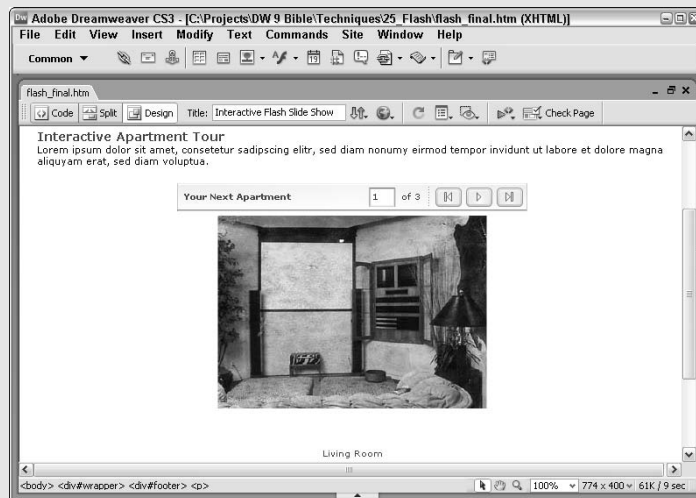 Adobe Dreamweaver CS3 - [C:\Projects\DW 9 Bible\Techniques\25_Flash\flash_final.htm (XHTML)]
File Edit View Insert Modify Text Commands Site Window Help
Common
flash_final.htm
Code Split Design Title: Interactive Flash Slide Show Check Page
Interactive Apartment Tour
Lorem ipsum dolor sit amet, consetetur sadipscing elitr, sed diam nonumy eirmod tempor invidunt ut labore et dolore magna
aliquyam erat, sed diam voluptua.
Your Next Apartment 1 of 3
Living Room
<body> <div#wrapper> <div#footer> <p> 100% 774 x 400 61K / 9 sec